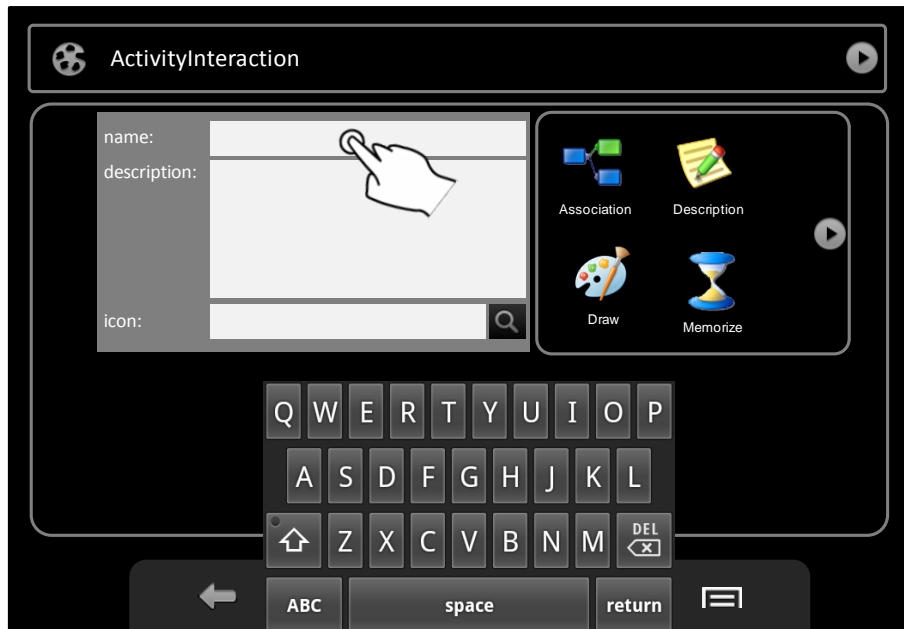 ActivityInteraction
name:
description:
icon:
Association Description
Draw Memorize
Q W E R T Y U I O P
A S D F G H J K L
Z X C V B N M DEL
ABC space return